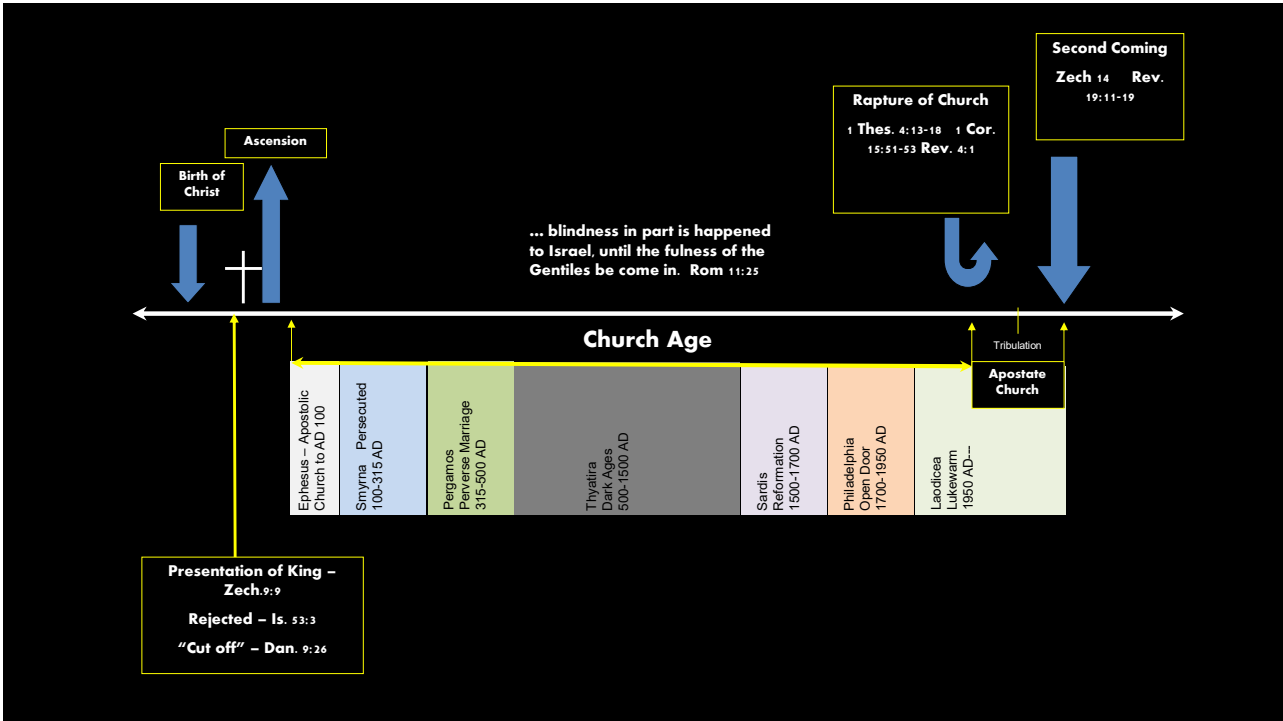 Second Coming
Zech 14 Rev.
19:11-19
Rapture of Church
1 Thes. 4:13-18 1 Cor.
15:51-53 Rev. 4:1
Ascension
Birth of
Christ
... blindness in part is happened
to Israel, until the fulness of the
Gentiles be come in. Rom 11:25
Church Age
Tribulation
Apostate
Church
Ephesus – Apostolic
Church to AD 100
Smyrna Persecuted
100-315 AD
Pergamos
Perverse Marriage
315-500 AD
Thyatira
Dark Ages
500-1500 AD
Sardis
Reformation
1500-1700 AD
Philadelphia
Open Door
1700-1950 AD
Laodicea
Lukewarm
1950 AD---
Presentation of King –
Zech.9:9
Rejected – Is. 53:3
“Cut off” – Dan. 9:26